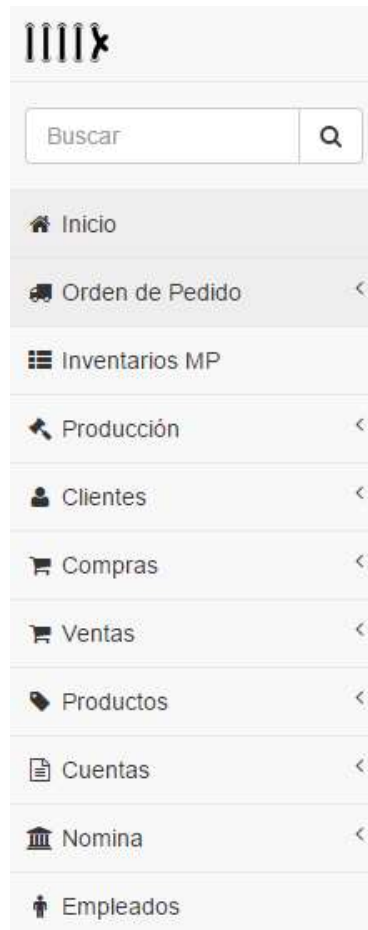 Buscar
Inicio
Orden de Pedido
Inventarios MP
Producción
Clientes
Compras
Ventas
Productos
Cuentas
Nomina
Empleados